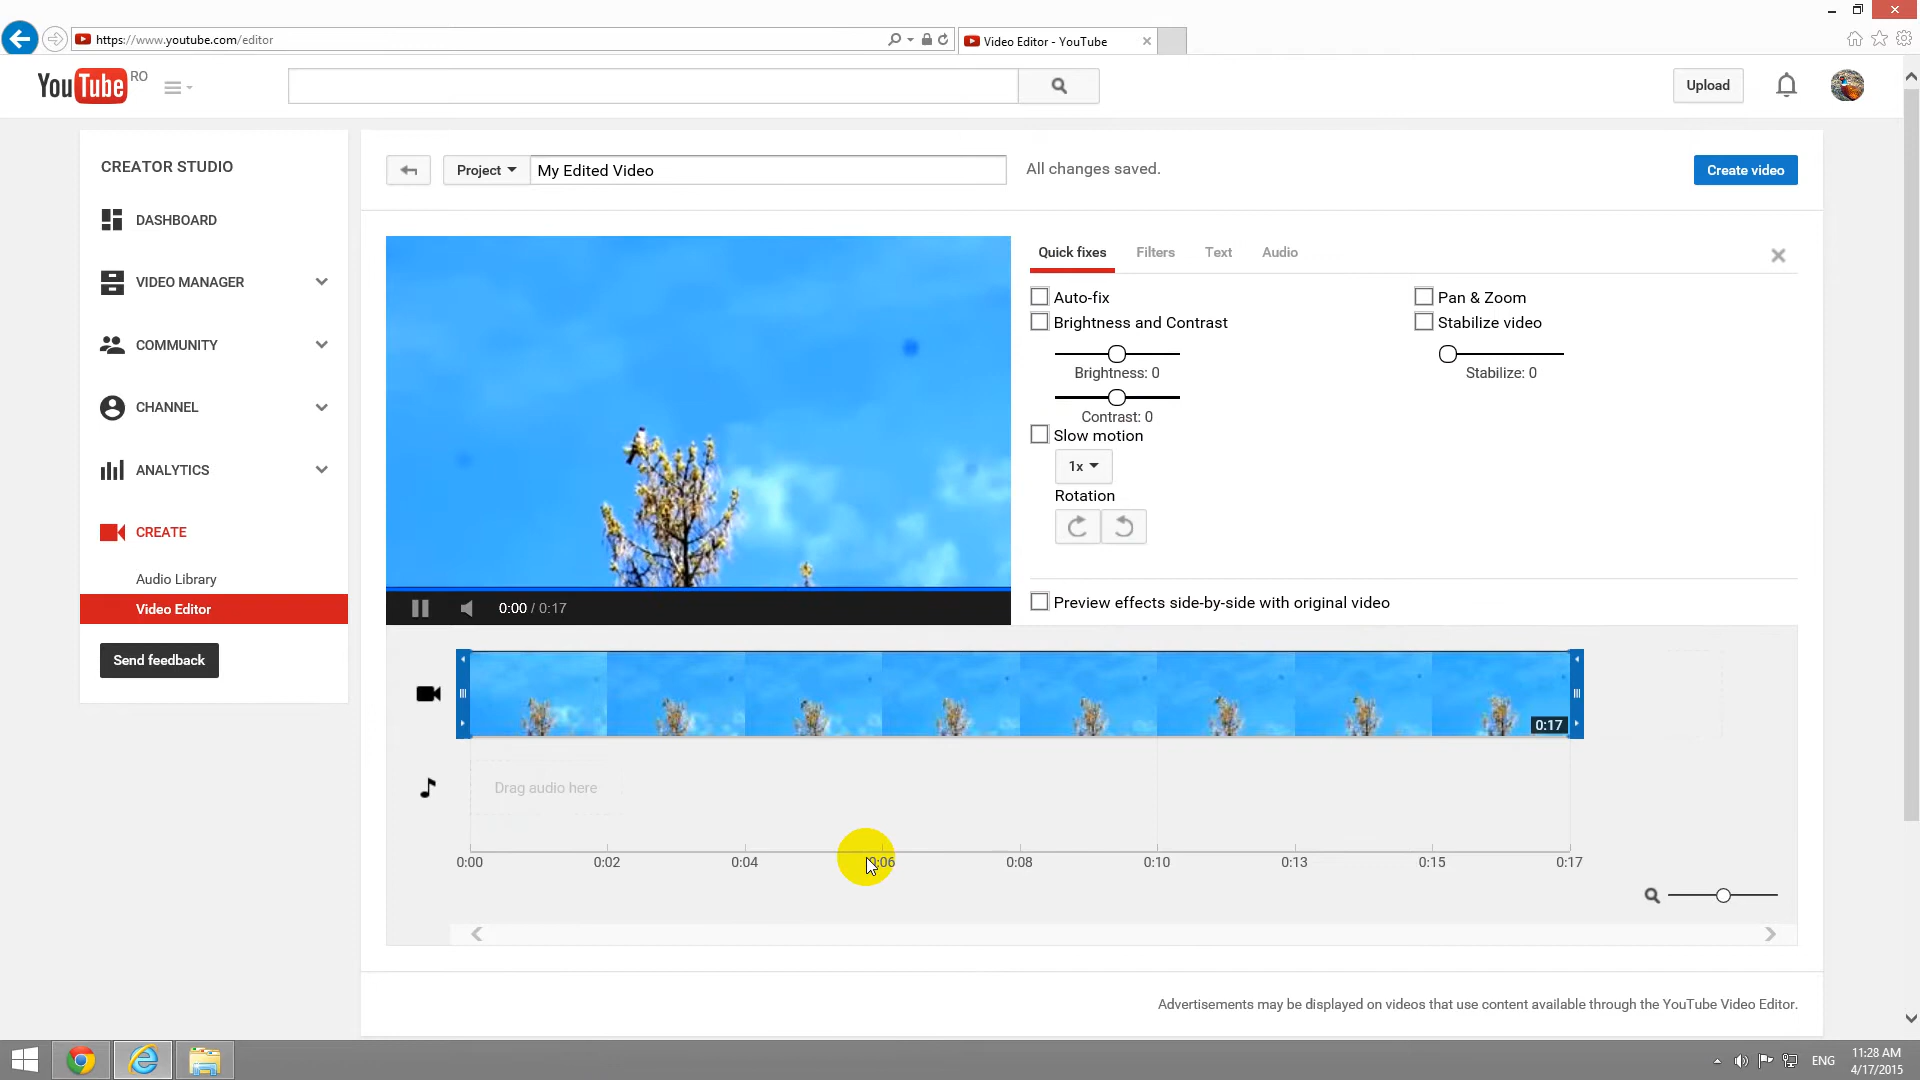 https://www.youtube.com/editor
Video Editor - YouTube
YouTube RO
Upload
CREATOR STUDIO
DASHBOARD
VIDEO MANAGER
COMMUNITY
CHANNEL
ANALYTICS
CREATE
Audio Library
Video Editor
Send feedback
Project My Edited Video
All changes saved.
Create video
Quick fixes Filters Text Audio
Auto-fix
Pan & Zoom
Brightness and Contrast
Stabilize video
Brightness: 0
Stabilize: 0
Contrast: 0
Slow motion
1x
Rotation
0:00 / 0:17
Preview effects side-by-side with original video
0:17
Drag audio here
0:00 0:02 0:04 0:06 0:08 0:10 0:13 0:15 0:17
Advertisements may be displayed on videos that use content available through the YouTube Video Editor.
ENG
11:28 AM
4/17/2015